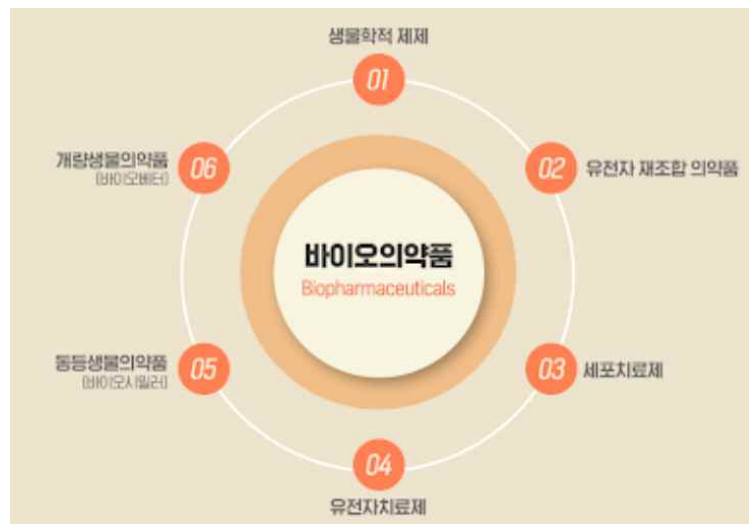 생물학적 제제
01
02
유전자 재조합 의약품
03
세포치료제
04
유전자치료제
05
동등생물의약품
(바이오시밀러)
06
개량생물의약품
(바이오베터)
바이오의약품
Biopharmaceuticals